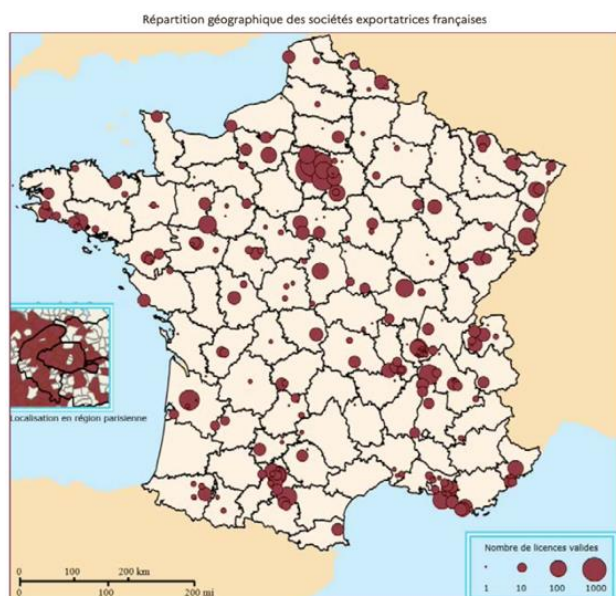 Répartition géographique des sociétés exportatrices françaises
Localisation en région parisienne
0 100 200 km
0 100 200 mi
Nombre de licences valides
1 10 100 1000